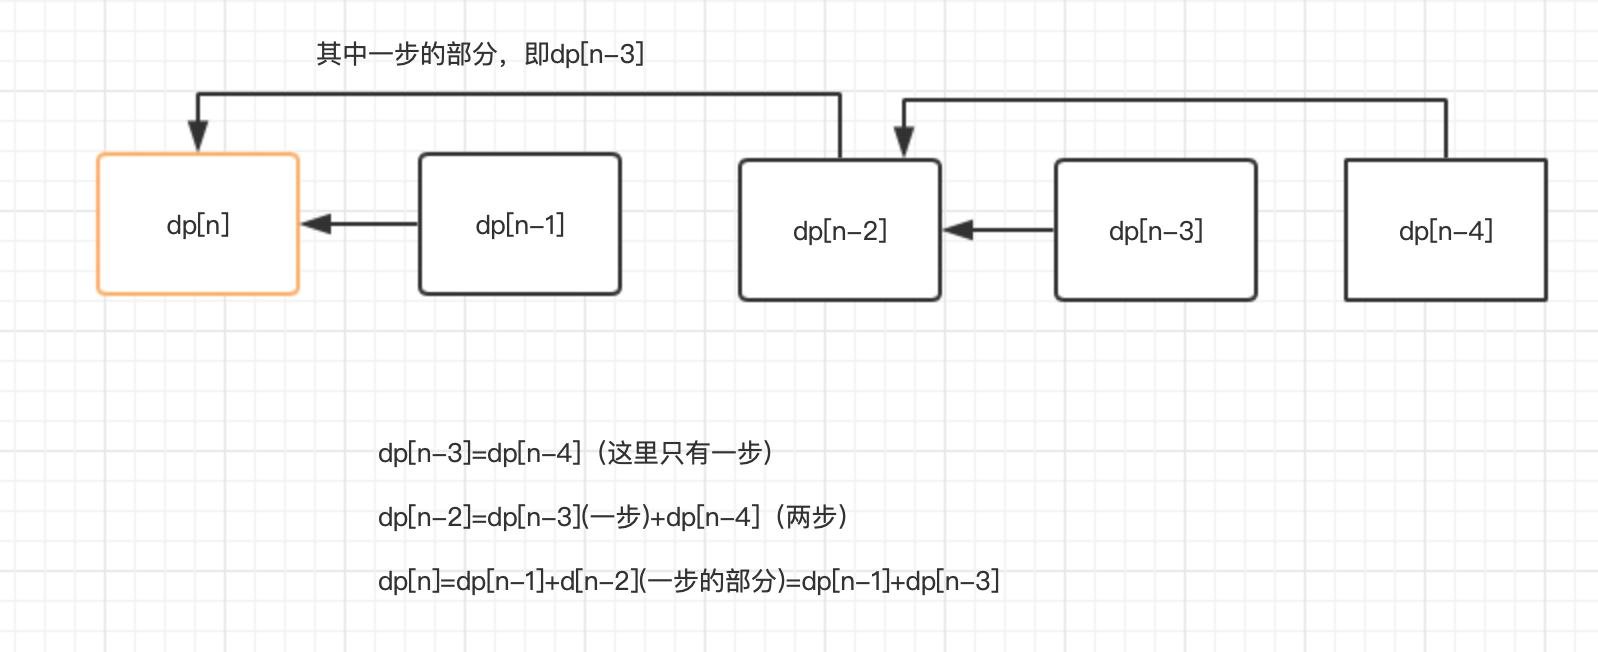 其中一步的部分，即dp[n-3]
dp[n]
dp[n-1]
dp[n-2]
dp[n-3]
dp[n-4]
dp[n-3]=dp[n-4]（这里只有一步）
dp[n-2]=dp[n-3](一步)+dp[n-4]（两步）
dp[n]=dp[n-1]+d[n-2](一步的部分)=dp[n-1]+dp[n-3]